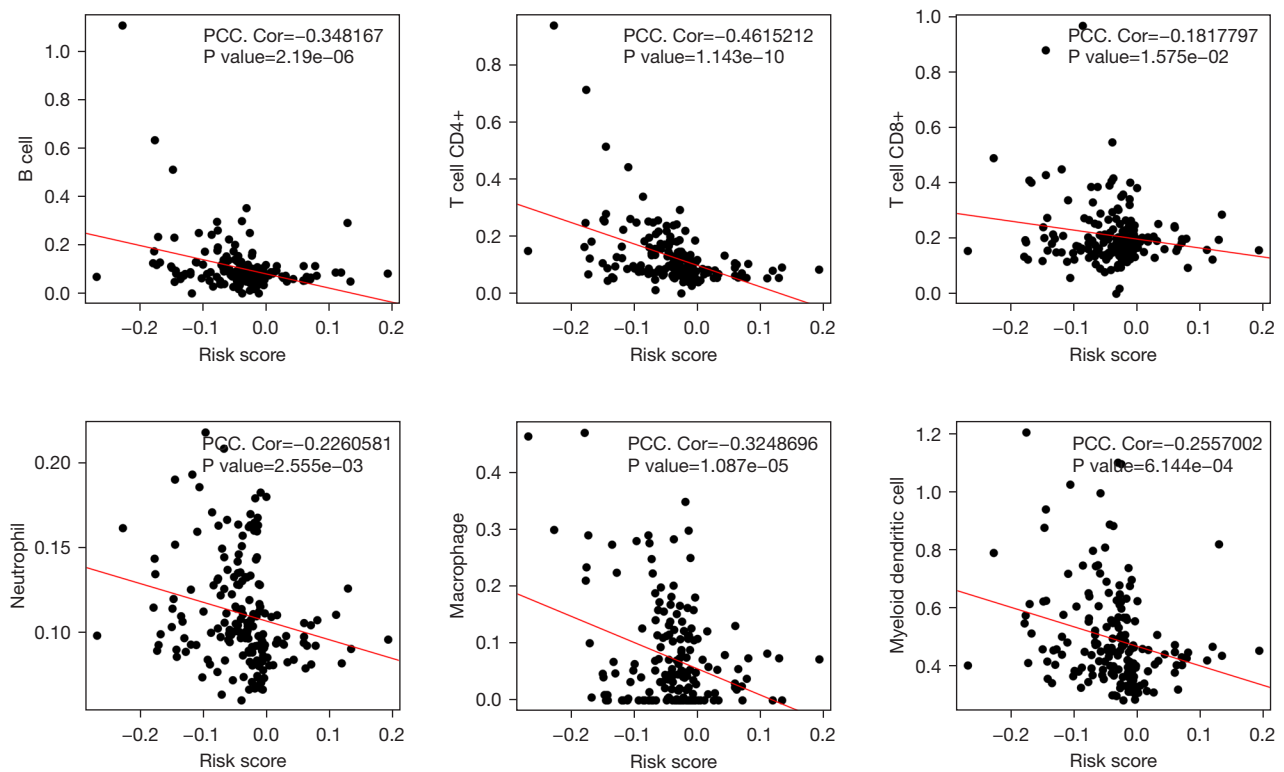 PCC. Cor=−0.348167
P value=2.19e−06
1.0
0.8
0.6
0.4
0.2
0.0
B cell
−0.2 −0.1 0.0 0.1 0.2
Risk score
PCC. Cor=−0.4615212
P value=1.143e−10
0.8
0.6
0.4
0.2
0.0
T cell CD4+
−0.2 −0.1 0.0 0.1 0.2
Risk score
PCC. Cor=−0.1817797
P value=1.575e−02
1.0
0.8
0.6
0.4
0.2
0.0
T cell CD8+
−0.2 −0.1 0.0 0.1 0.2
Risk score
PCC. Cor=−0.2260581
P value=2.555e−03
0.20
0.15
0.10
Neutrophil
−0.2 −0.1 0.0 0.1 0.2
Risk score
PCC. Cor=−0.3248696
P value=1.087e−05
0.4
0.3
0.2
0.1
0.0
Macrophage
−0.2 −0.1 0.0 0.1 0.2
Risk score
PCC. Cor=−0.2557002
P value=6.144e−04
1.2
1.0
0.8
0.6
0.4
Myeloid dendritic cell
−0.2 −0.1 0.0 0.1 0.2
Risk score